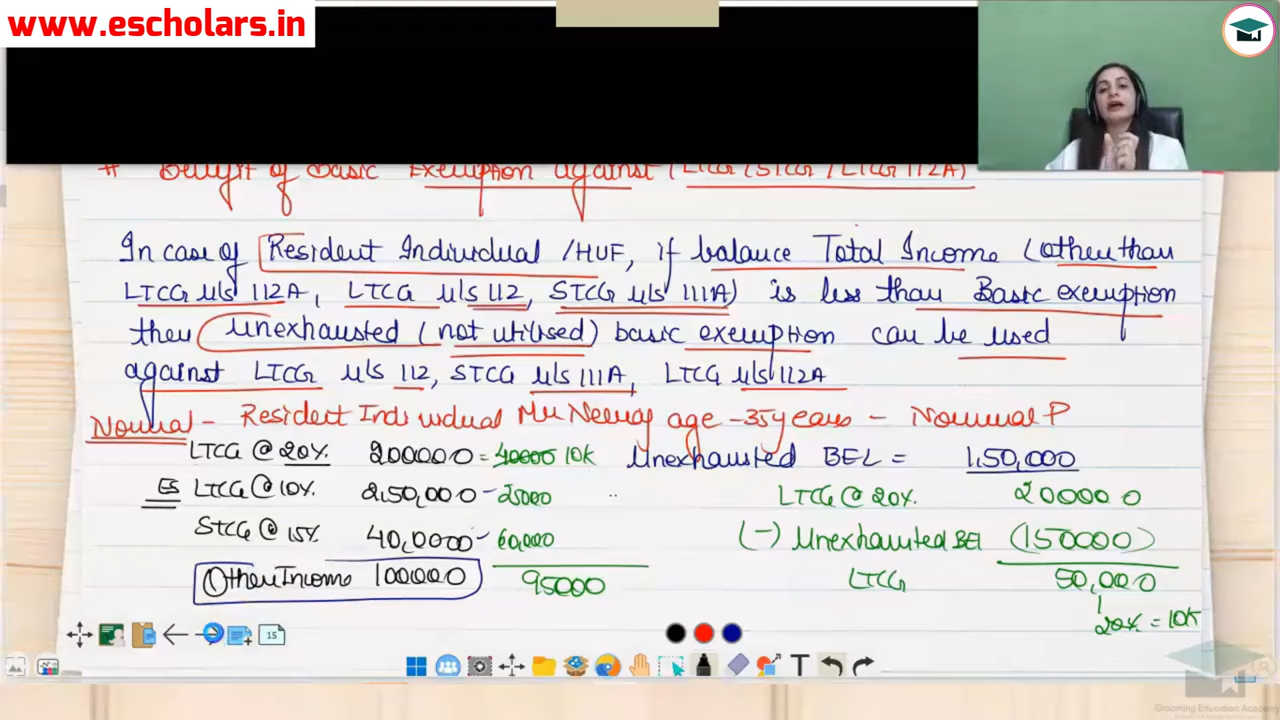 www.escholars.in
# Benefit of Basic Exemption against (LTCG/STCG/LTCG 112A)
In case of Resident Individual /HUF, if balance Total Income (other than
LTCG u/s 112A, LTCG u/s 112, STCG u/s 111A) is less than Basic exemption
then unexhausted (not utilised) basic exemption can be used
against LTCG u/s 112, STCG u/s 111A, LTCG u/s 112A
Normal - Resident Individual Mr Neeraj age -35 years - Normal P
LTCG @ 20% 200000 = 40000 10k Unexhausted BEL = 1,50,000
ES LTCG @ 10% 2,50,000 - 25000 LTCG @ 20% 200000
STCG @ 15% 40,0000 - 60,000 (-) Unexhausted BEL (150000)
Other Income 100000 95000 LTCG 50,000
20% = 10k
15
Grooming Education Academy